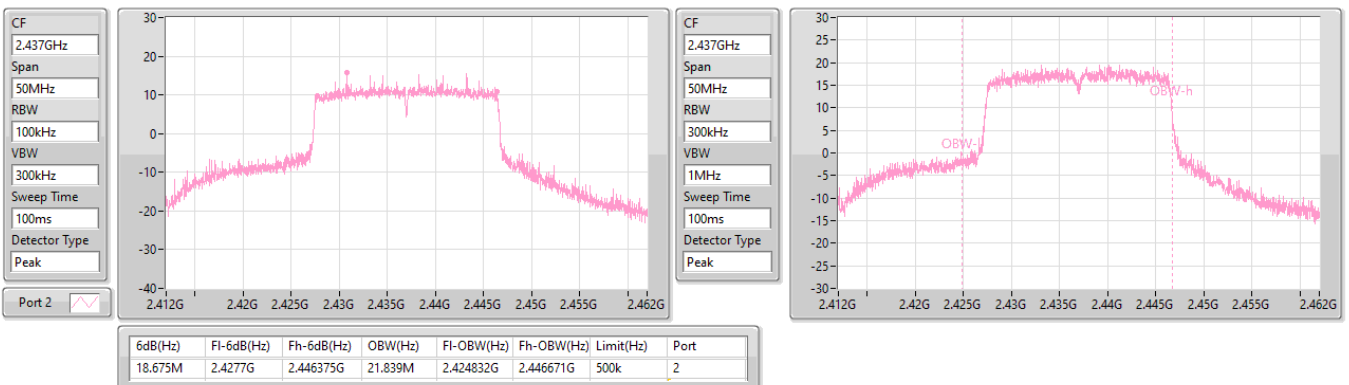 CF
2.437GHz
Span
50MHz
RBW
100kHz
VBW
300kHz
Sweep Time
100ms
Detector Type
Peak
Port 2
30
20
10
0
-10
-20
-30
-40
2.412G 2.42G 2.425G 2.43G 2.435G 2.44G 2.445G 2.45G 2.455G 2.462G
CF
2.437GHz
Span
50MHz
RBW
300kHz
VBW
1MHz
Sweep Time
100ms
Detector Type
Peak
30
25
20
15
10
5
0
-5
-10
-15
-20
-25
-30
OBW-h
OBW-l
2.412G 2.42G 2.425G 2.43G 2.435G 2.44G 2.445G 2.45G 2.455G 2.462G
6dB(Hz) Fl-6dB(Hz) Fh-6dB(Hz) OBW(Hz) Fl-OBW(Hz) Fh-OBW(Hz) Limit(Hz) Port
18.675M 2.4277G 2.446375G 21.839M 2.424832G 2.446671G 500k 2